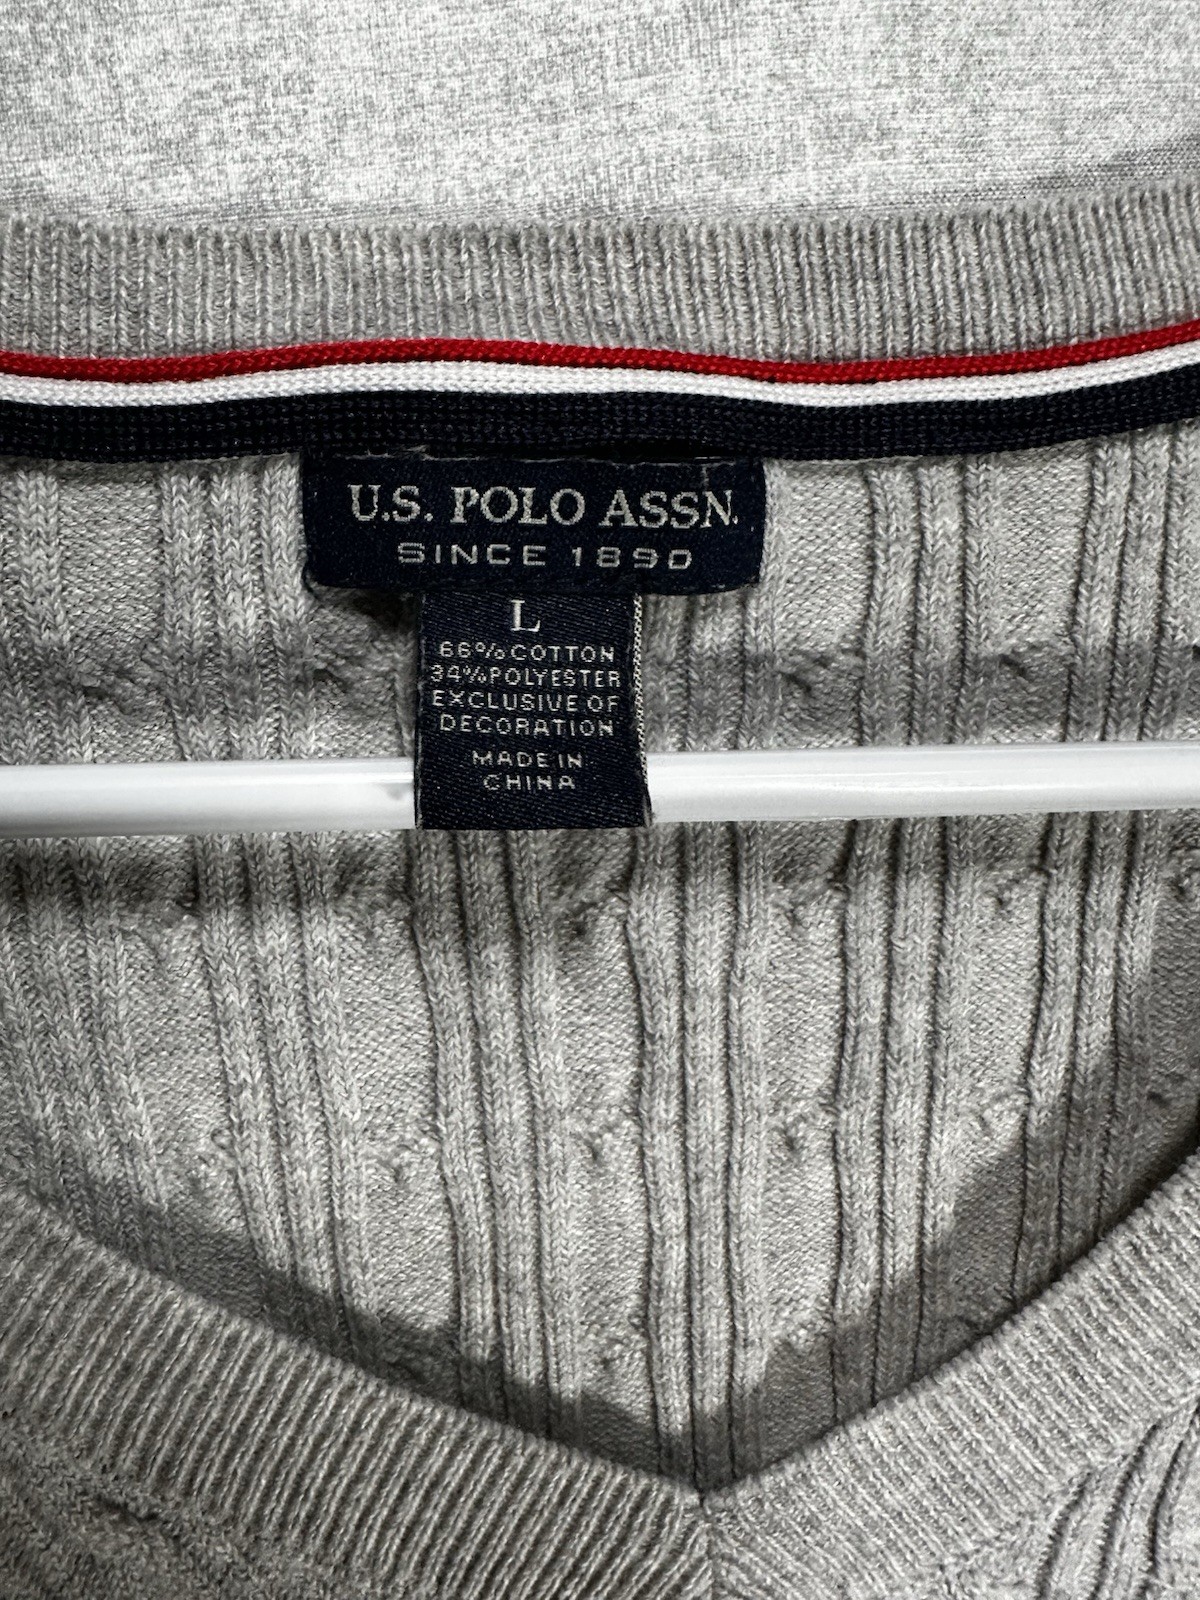 U.S. POLO ASSN.
SINCE 1890
L
66% COTTON
34% POLYESTER
EXCLUSIVE OF
DECORATION
MADE IN
CHINA